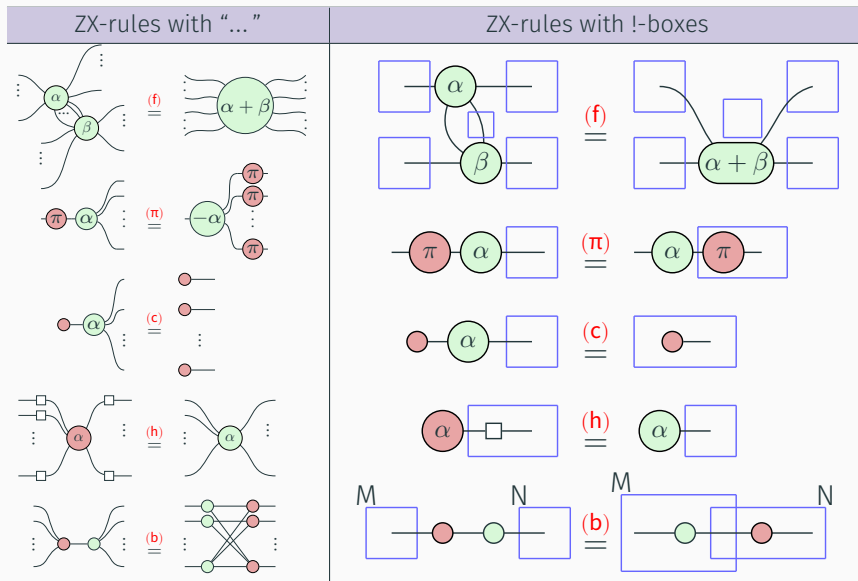 ZX-rules with “...”
ZX-rules with !-boxes
α
β
(f)
=
α + β
α
β
(f)
=
α + β
π
α
(π)
=
−α
π
π
π
π
α
(π)
=
α
π
α
(c)
=
α
(c)
=
α
(h)
=
α
α
(h)
=
α
(b)
=
M
N
(b)
=
M
N